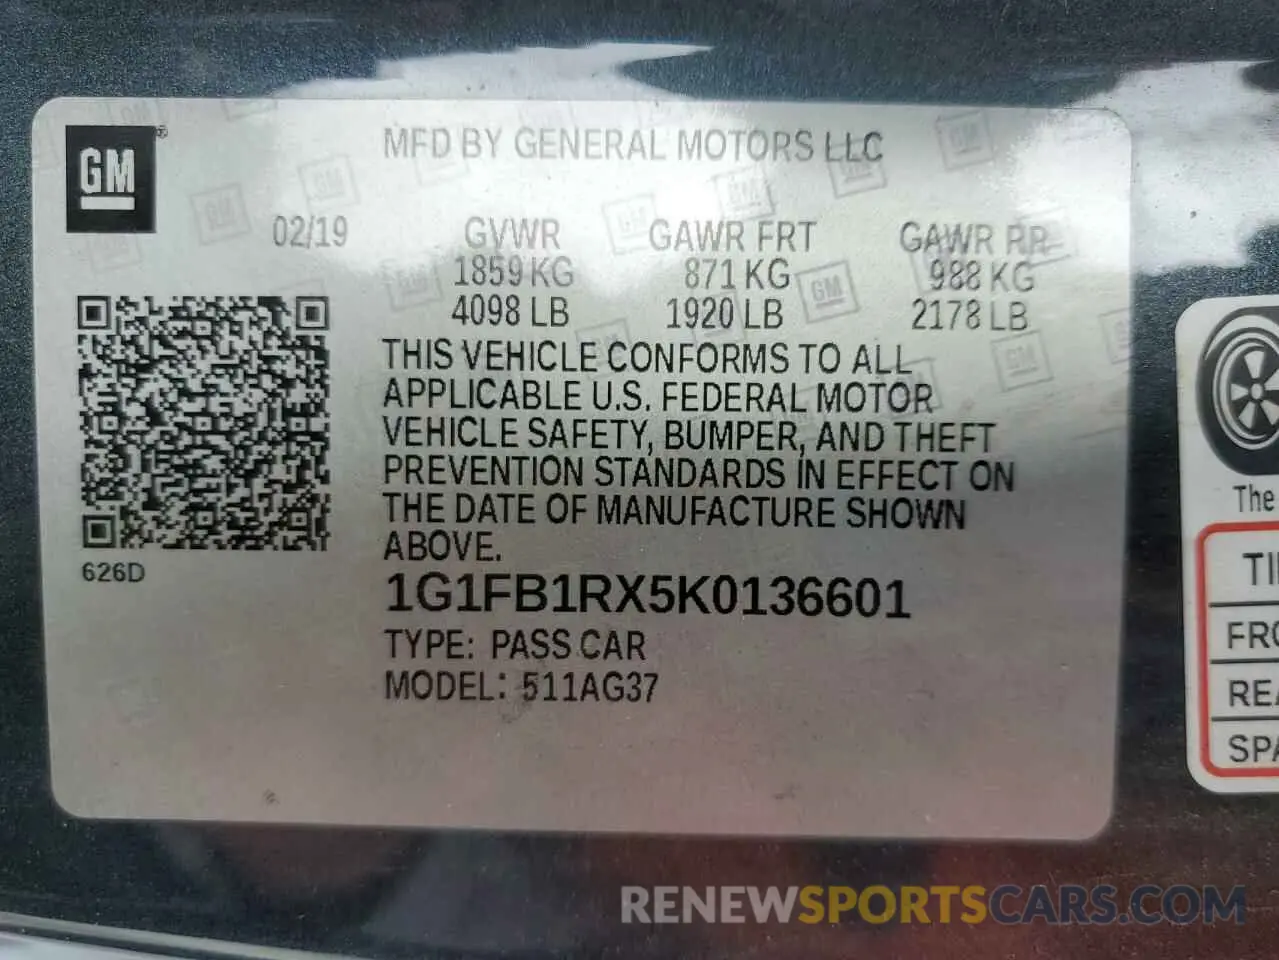 MFD BY GENERAL MOTORS LLC
GM
®
02/19 GVWR GAWR FRT GAWR RR
1859 KG 871 KG 988 KG
4098 LB 1920 LB 2178 LB
THIS VEHICLE CONFORMS TO ALL
APPLICABLE U.S. FEDERAL MOTOR
VEHICLE SAFETY, BUMPER, AND THEFT
PREVENTION STANDARDS IN EFFECT ON
THE DATE OF MANUFACTURE SHOWN
ABOVE.
626D
1G1FB1RX5K0136601
TYPE: PASS CAR
MODEL: 511AG37
The
RENEWSPORTSCARS.COM